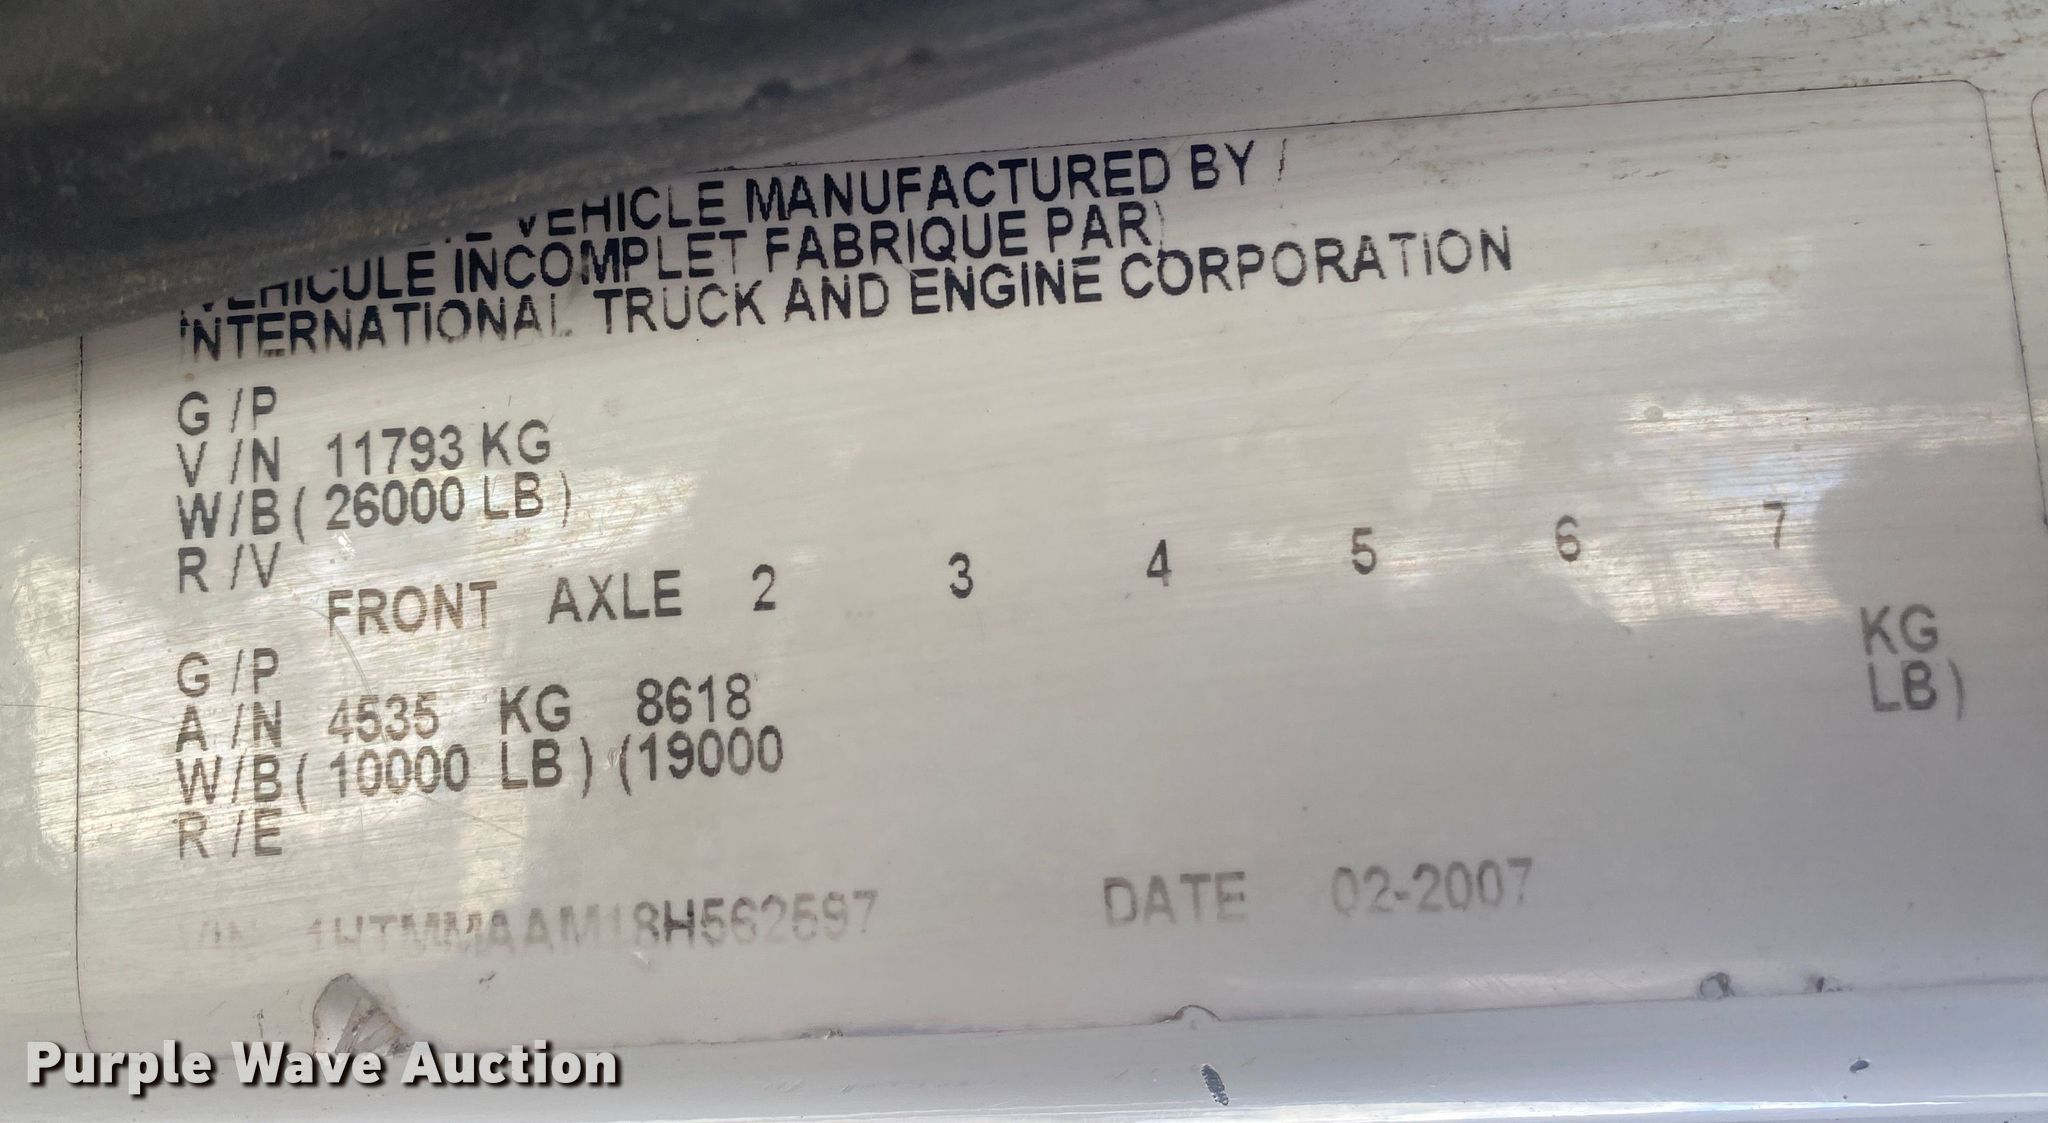 VEHICLE MANUFACTURED BY /
VEHICULE INCOMPLET FABRIQUE PAR
INTERNATIONAL TRUCK AND ENGINE CORPORATION
G /P
V /N 11793 KG
W/B ( 26000 LB )
R /V
FRONT AXLE 2 3 4 5 6 7
G /P KG
A /N 4535 KG 8618 LB )
W/B ( 10000 LB ) (19000
R /E
VIN 1HTMMAAM18H562597 DATE 02-2007
Purple Wave Auction